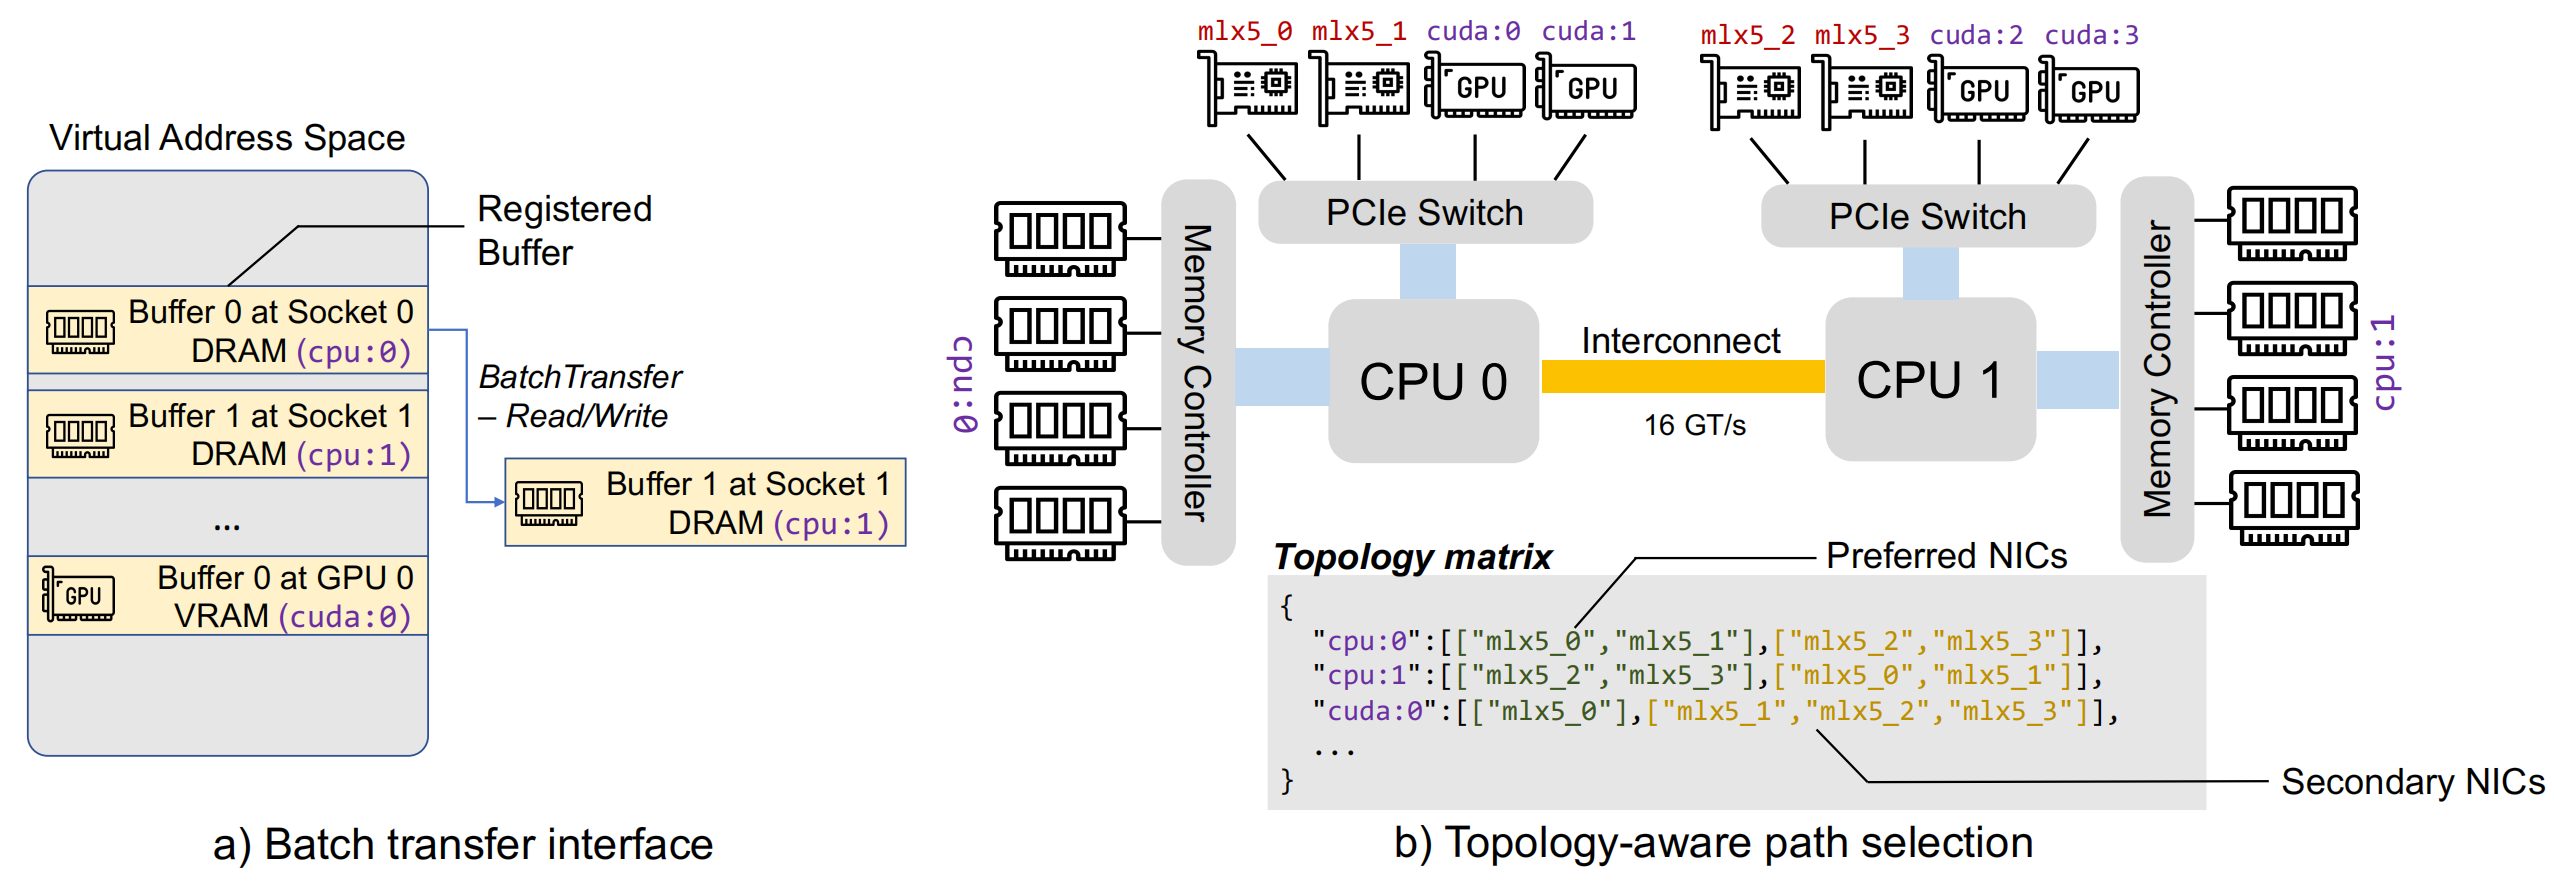 Virtual Address Space
Registered
Buffer
Buffer 0 at Socket 0
DRAM (cpu:0)
BatchTransfer
– Read/Write
Buffer 1 at Socket 1
DRAM (cpu:1)
...
Buffer 1 at Socket 1
DRAM (cpu:1)
GPU
Buffer 0 at GPU 0
VRAM (cuda:0)
a) Batch transfer interface
mlx5_0 mlx5_1 cuda:0 cuda:1
GPU GPU
mlx5_2 mlx5_3 cuda:2 cuda:3
GPU GPU
PCIe Switch
PCIe Switch
cpu:0
Memory Controller
CPU 0
Interconnect
16 GT/s
CPU 1
Memory Controller
cpu:1
Topology matrix
Preferred NICs
{
"cpu:0":[["mlx5_0","mlx5_1"],["mlx5_2","mlx5_3"]],
"cpu:1":[["mlx5_2","mlx5_3"],["mlx5_0","mlx5_1"]],
"cuda:0":[["mlx5_0"],["mlx5_1","mlx5_2","mlx5_3"]],
...
}
Secondary NICs
b) Topology-aware path selection